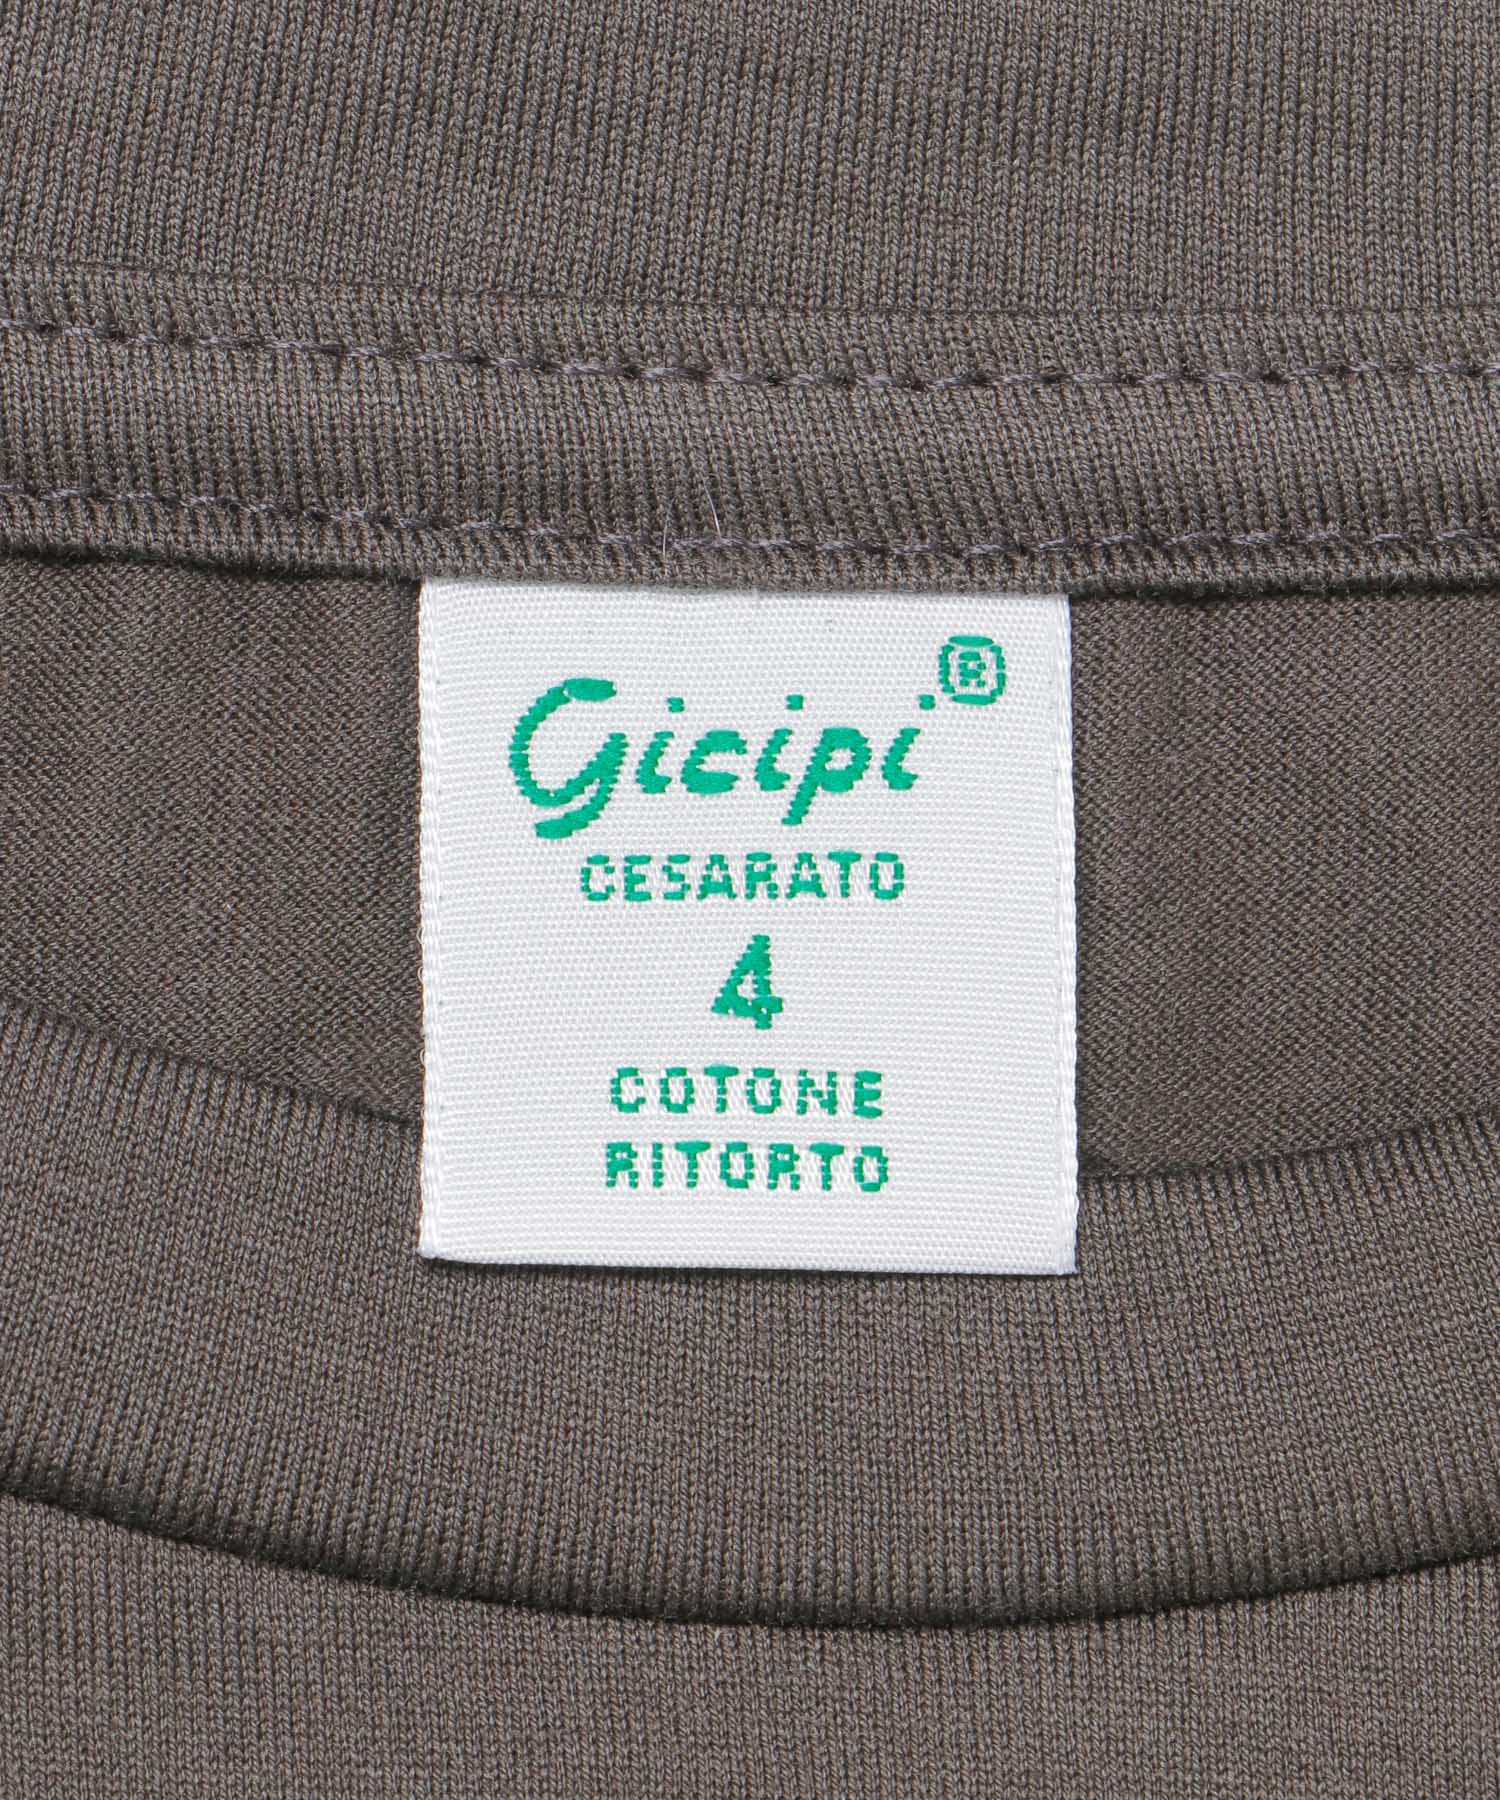 Gicipi®
CESARATO
4
COTONE
RITORTO